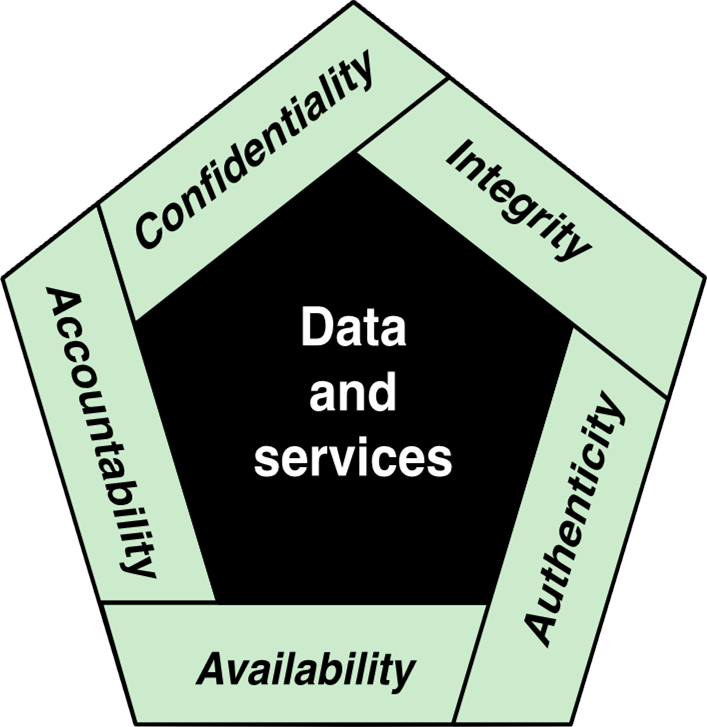 Confidentiality
Integrity
Accountability
Data
and
services
Authenticity
Availability